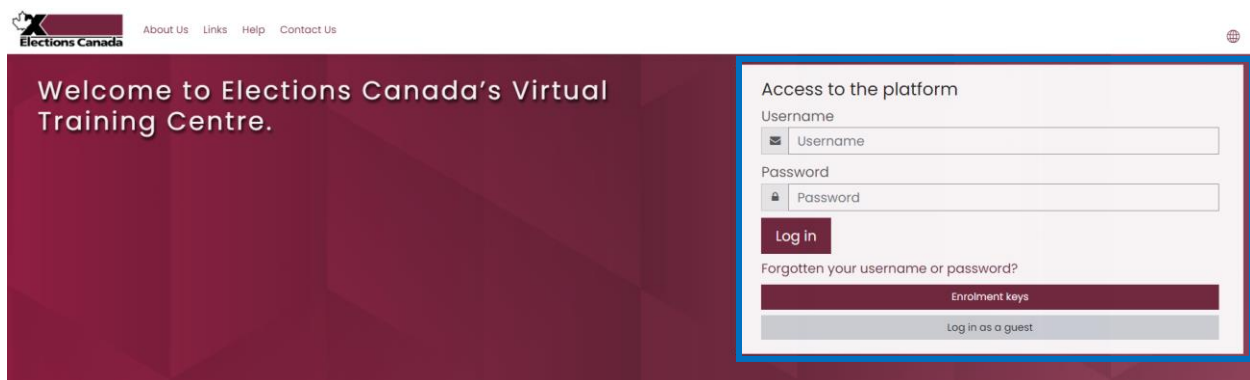 Elections Canada
About Us Links Help Contact Us
Welcome to Elections Canada's Virtual
Training Centre.
Access to the platform
Username
Username
Password
Password
Log in
Forgotten your username or password?
Enrolment keys
Log in as a guest